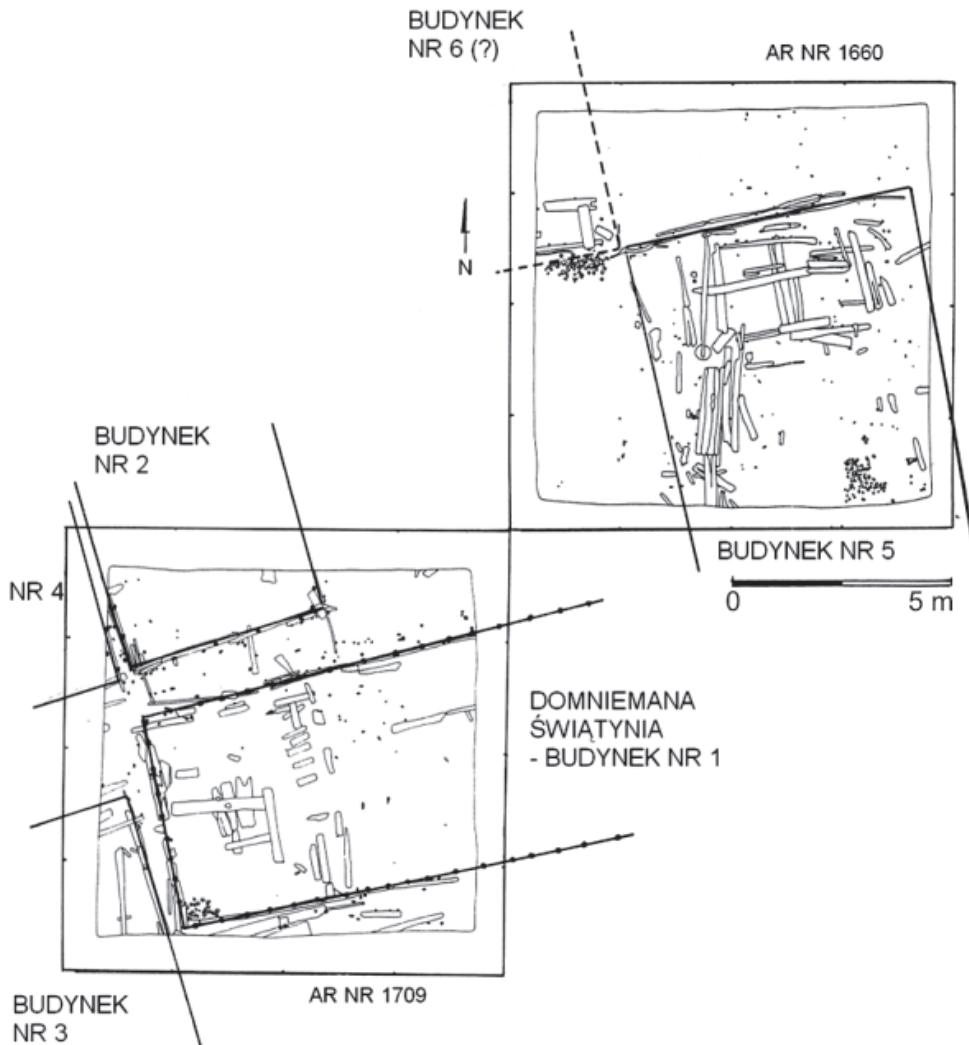 BUDYNEK
NR 6 (?)
AR NR 1660
N
BUDYNEK
NR 2
BUDYNEK NR 5
0 5 m
NR 4
DOMNIEMANA
ŚWIĄTYNIA
- BUDYNEK NR 1
AR NR 1709
BUDYNEK
NR 3